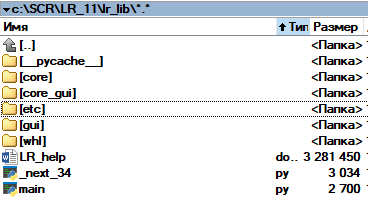 c:\SCR\LR_11\lr_lib\*.*
Имя Тип Размер
[..] <Папка>
[__pycache__] <Папка>
[core] <Папка>
[core_gui] <Папка>
[etc] <Папка>
[gui] <Папка>
[whl] <Папка>
LR_help do.. 3 281 450
_next_34 py 3 034
main py 2 700